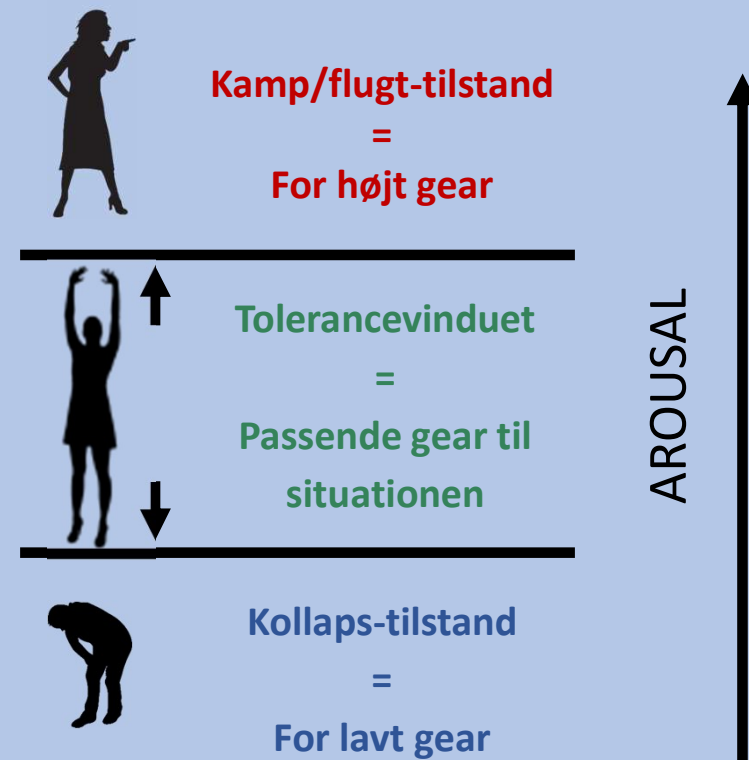 Kamp/flugt-tilstand
=
For højt gear
Tolerancevinduet
=
Passende gear til
situationen
Kollaps-tilstand
=
For lavt gear
AROUSAL